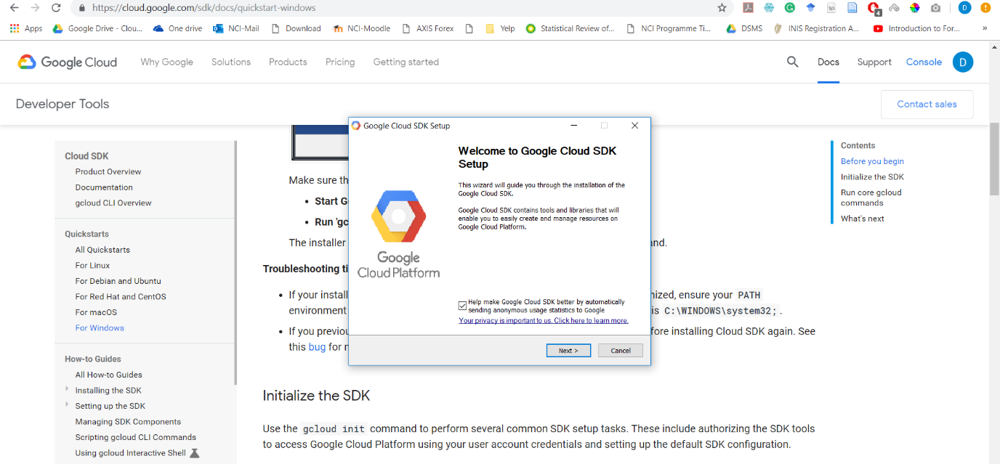 https://cloud.google.com/sdk/docs/quickstart-windows
4
D
Apps
Google Drive - Clou...
One drive
NCI-Mail
Download
NCI-Moodle
AXIS Forex
Yelp
Statistical Review of...
NCI Programme Ti...
DSMS
INIS Registration A...
Introduction to For...
»
Google Cloud
Why Google
Solutions
Products
Pricing
Getting started
Docs
Support
Console
D
Developer Tools
Contact sales
Cloud SDK
Product Overview
Documentation
gcloud CLI Overview
Quickstarts
All Quickstarts
For Linux
For Debian and Ubuntu
For Red Hat and CentOS
For macOS
For Windows
How-to Guides
All How-to Guides
Installing the SDK
Setting up the SDK
Managing SDK Components
Scripting gcloud CLI Commands
Using gcloud Interactive Shell
Make sure th
• Start G
• Run 'gc
The installer
and.
Troubleshooting ti
• If your install
nized, ensure your PATH
environment
is C:\WINDOWS\system32; .
• If you previou
fore installing Cloud SDK again. See
this bug for
Initialize the SDK
Use the gcloud init command to perform several common SDK setup tasks. These include authorizing the SDK tools
to access Google Cloud Platform using your user account credentials and setting up the default SDK configuration.
Google Cloud SDK Setup
Welcome to Google Cloud SDK
Setup
This wizard will guide you through the installation of the
Google Cloud SDK.
Google Cloud SDK contains tools and libraries that will
enable you to easily create and manage resources on
Google Cloud Platform.
Google
Cloud Platform
Help make Google Cloud SDK better by automatically
sending anonymous usage statistics to Google
Your privacy is important to us. Click here to learn more.
Next >
Cancel
Contents
Before you begin
Initialize the SDK
Run core gcloud
commands
What's next